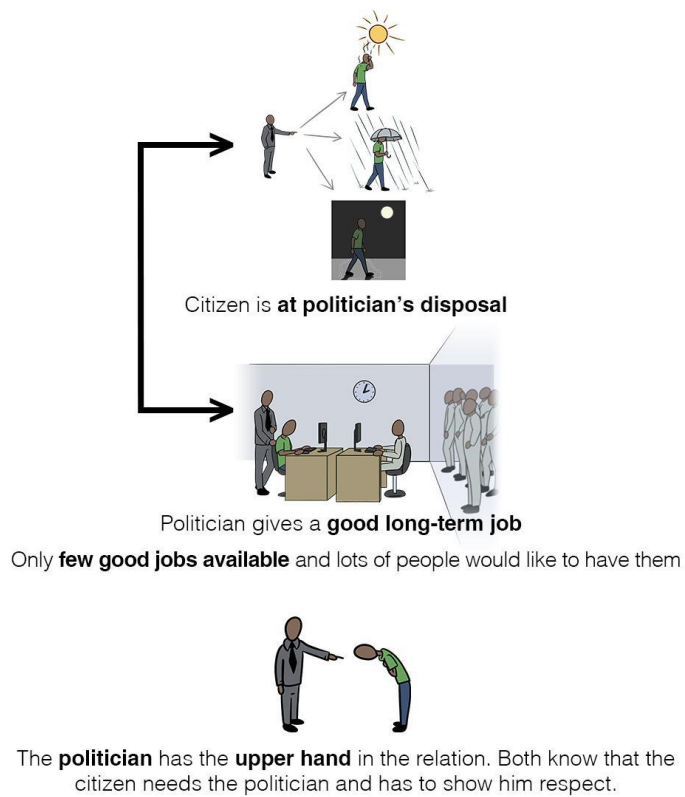 Citizen is at politician's disposal
Politician gives a good long-term job
Only few good jobs available and lots of people would like to have them
The politician has the upper hand in the relation. Both know that the
citizen needs the politician and has to show him respect.